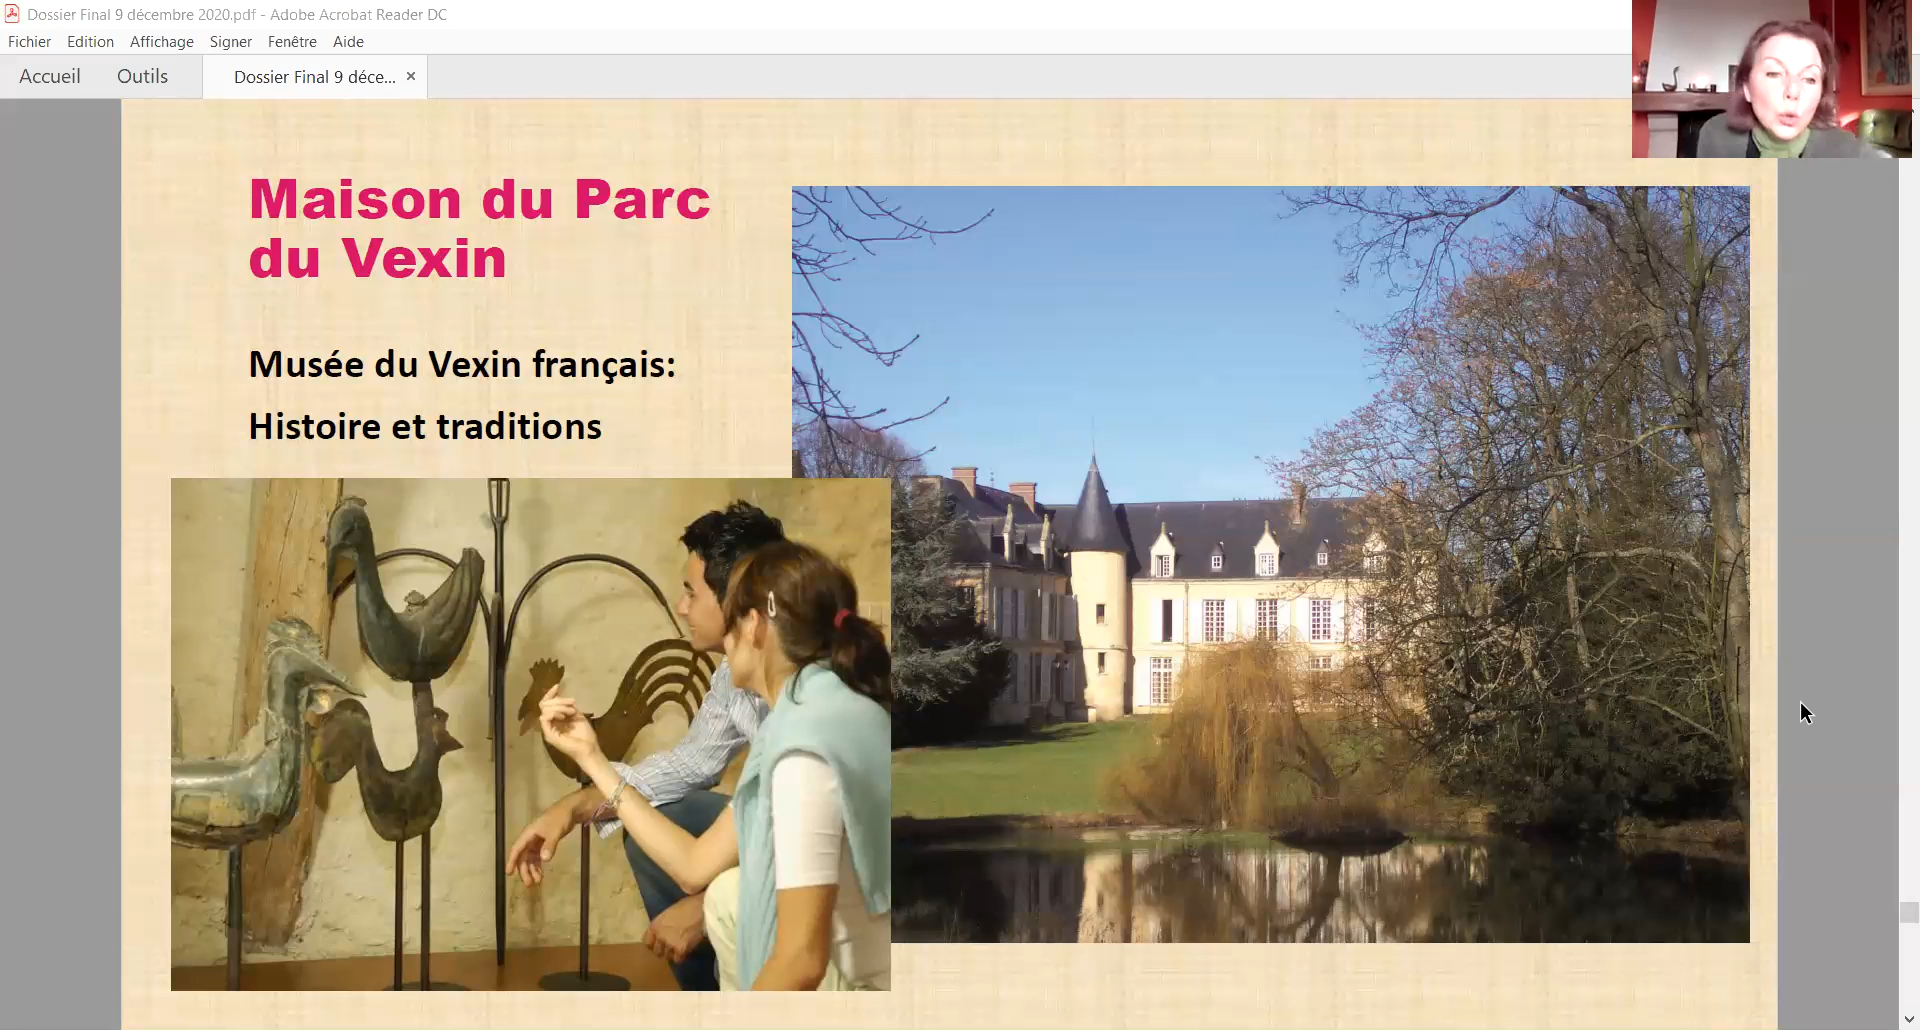 Dossier Final 9 décembre 2020.pdf - Adobe Acrobat Reader DC
Fichier Edition Affichage Signer Fenêtre Aide
Accueil Outils Dossier Final 9 déce... ×
Maison du Parc
du Vexin
Musée du Vexin français:
Histoire et traditions